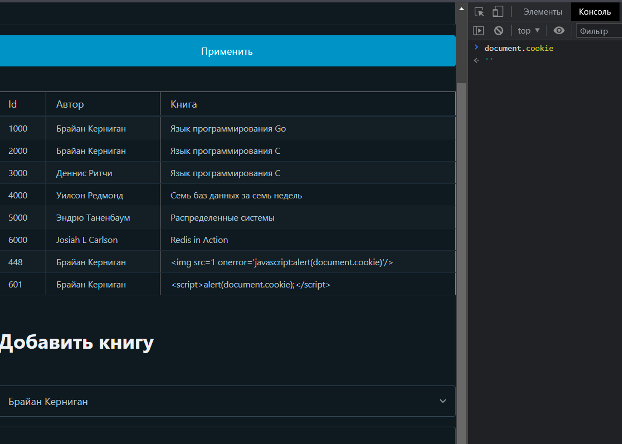 Элементы Консоль
top Фильтр
document.cookie
''
Применить
Id Автор Книга
1000 Брайан Керниган Язык программирования Go
2000 Брайан Керниган Язык программирования C
3000 Деннис Ритчи Язык программирования C
4000 Уилсон Редмонд Семь баз данных за семь недель
5000 Эндрю Таненбаум Распределенные системы
6000 Josiah L Carlson Redis in Action
448 Брайан Керниган <img src=1 onerror='javascript:alert(document.cookie)'/>
601 Брайан Керниган <script>alert(document.cookie);</script>
Добавить книгу
Брайан Керниган